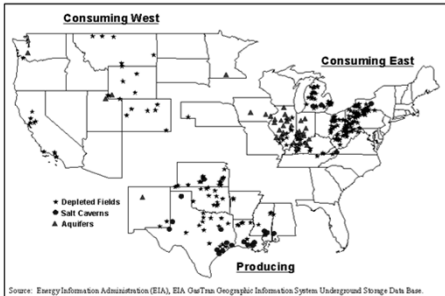 Consuming West
Consuming East
Depleted Fields
Salt Caverns
Aquifers
Producing
Source: Energy Information Administration (EIA), EIA GasTran Geographic Information System Underground Storage Data Base.